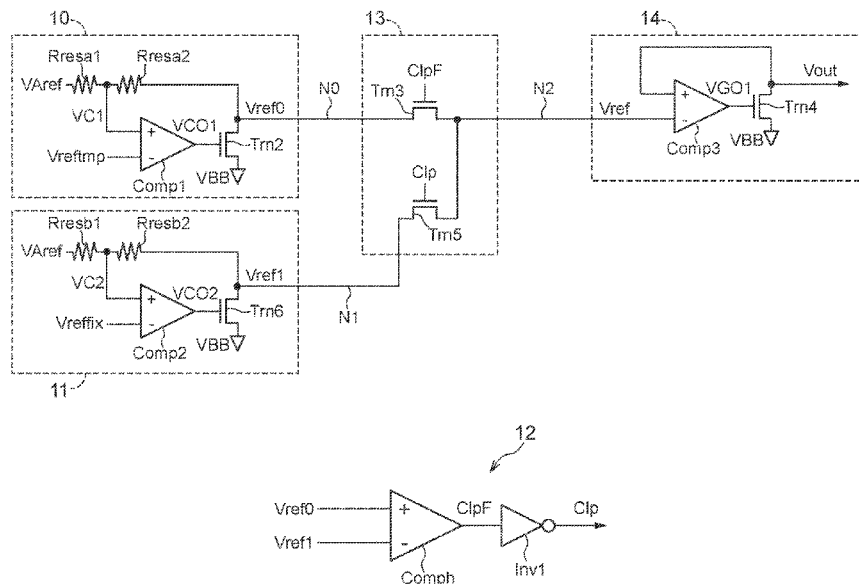 10
Rresa1
Rresa2
VAref
VC1
Vreftmp
Comp1
VCO1
Vref0
Trn2
VBB
N0
13
ClpF
Trn3
Clp
Trn5
N2
14
Vref
VGO1
Vout
Trn4
VBB
Comp3
Rresb1
Rresb2
VAref
VC2
Vreffix
Comp2
VCO2
Vref1
Trn6
VBB
N1
11
12
Vref0
Vref1
ClpF
Clp
Comph
Inv1
+
-
+
-
+
-
+
-